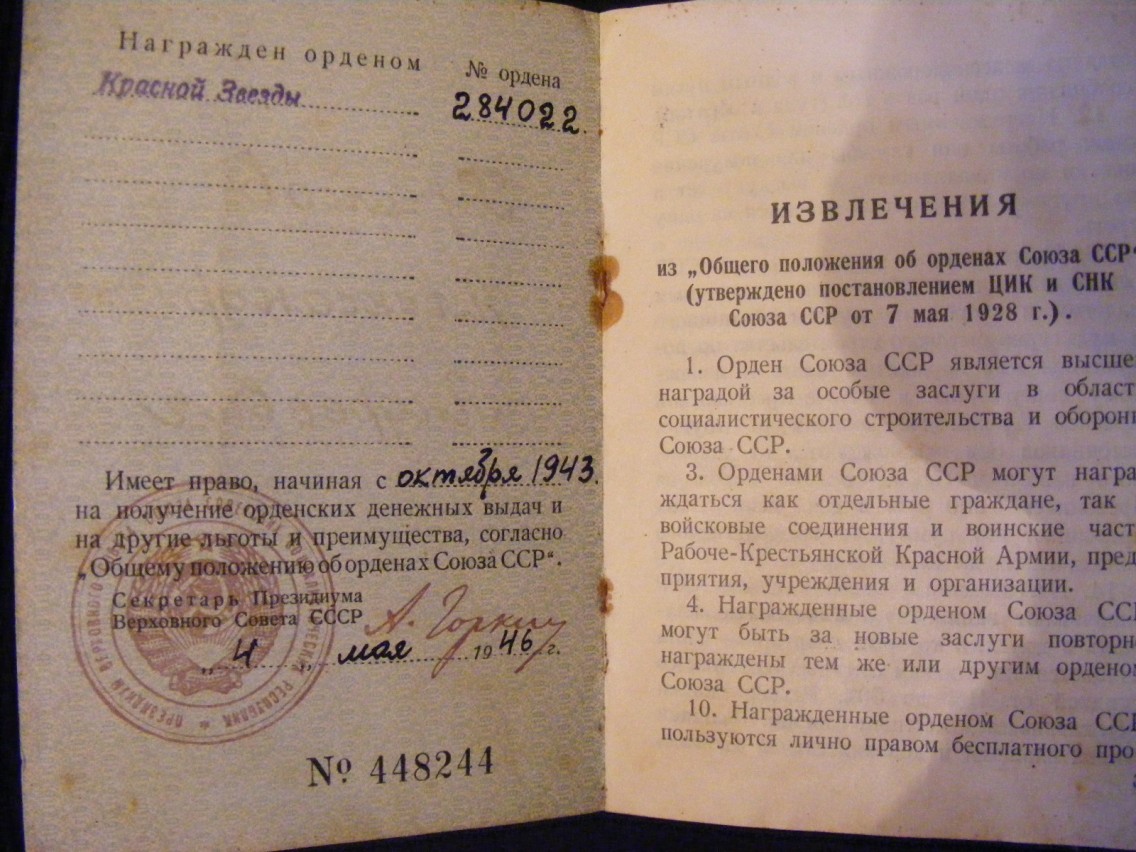 Награжден орденом
№ ордена
Красной Звезды
284022
Имеет право, начиная с октября 1943.
на получение орденских денежных выдач и
на другие льготы и преимущества, согласно
„Общему положению об орденах Союза ССР“.
Секретарь Президиума
Верховного Совета СССР
А. Горкин
„4„ мая 1946 г.
№ 448244
ИЗВЛЕЧЕНИЯ
из „Общего положения об орденах Союза ССР“
(утверждено постановлением ЦИК и СНК
Союза ССР от 7 мая 1928 г.).
1. Орден Союза ССР является высше
наградой за особые заслуги в област
социалистического строительства и оборон
Союза ССР.
3. Орденами Союза ССР могут награ
ждаться как отдельные граждане, так
войсковые соединения и воинские част
Рабоче-Крестьянской Красной Армии, пред
приятия, учреждения и организации.
4. Награжденные орденом Союза ССР
могут быть за новые заслуги повторн
награждены тем же или другим орденом
Союза ССР.
10. Награжденные орденом Союза ССР
пользуются лично правом бесплатного про